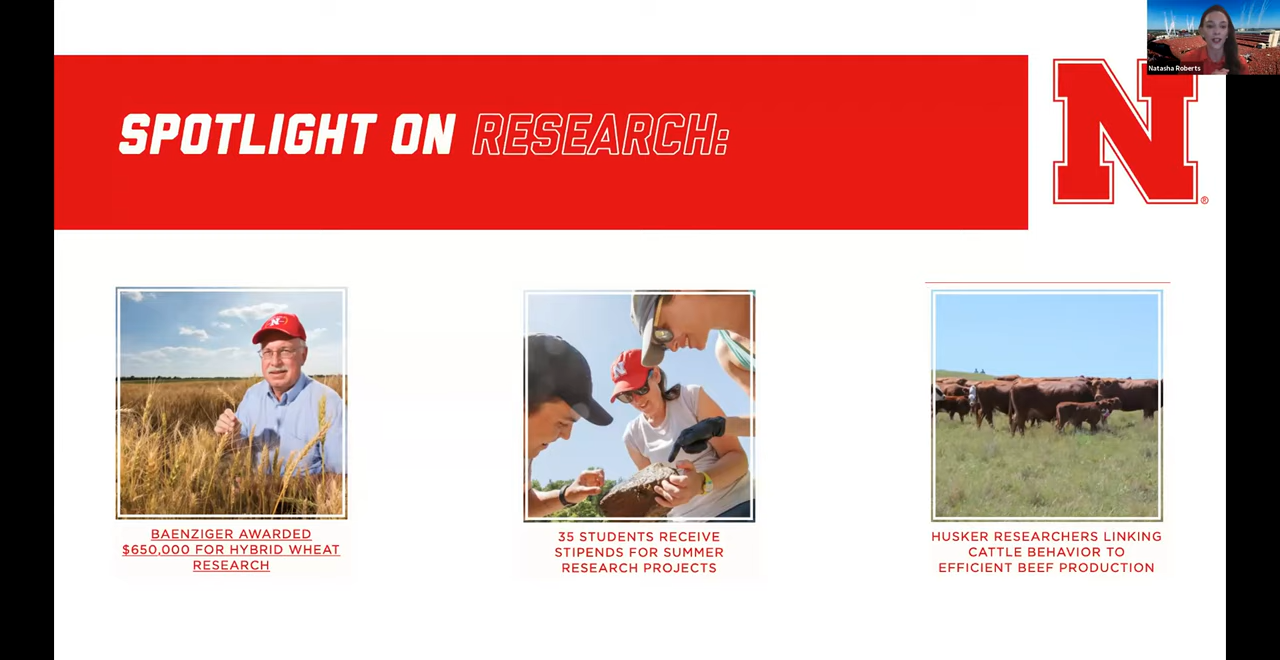 Natasha Roberts
SPOTLIGHT ON RESEARCH:
N
®
N
N
BAENZIGER AWARDED
$650,000 FOR HYBRID WHEAT
RESEARCH
35 STUDENTS RECEIVE
STIPENDS FOR SUMMER
RESEARCH PROJECTS
HUSKER RESEARCHERS LINKING
CATTLE BEHAVIOR TO
EFFICIENT BEEF PRODUCTION